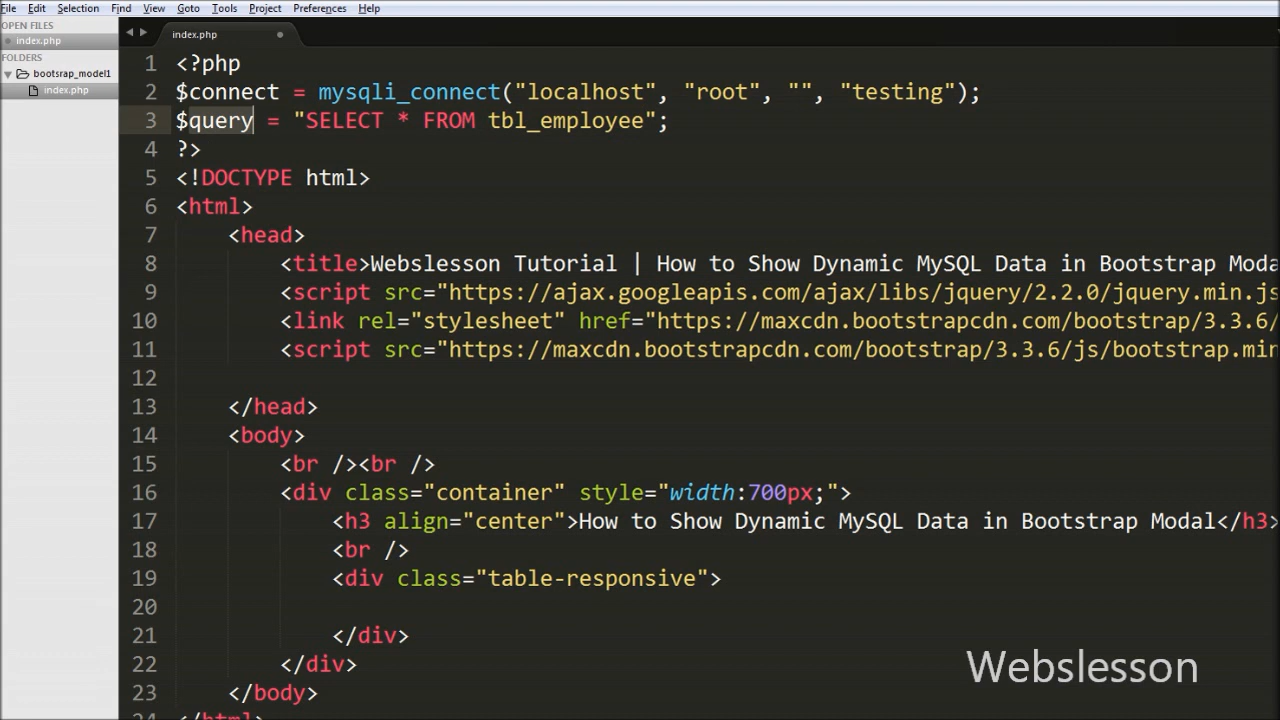 File Edit Selection Find View Goto Tools Project Preferences Help
OPEN FILES
index.php
FOLDERS
bootsrap_model1
index.php
index.php
1 <?php
2 $connect = mysqli_connect("localhost", "root", "", "testing");
3 $query = "SELECT * FROM tbl_employee";
4 ?>
5 <!DOCTYPE html>
6 <html>
7 <head>
8 <title>Webslesson Tutorial | How to Show Dynamic MySQL Data in Bootstrap Moda
9 <script src="https://ajax.googleapis.com/ajax/libs/jquery/2.2.0/jquery.min.js
10 <link rel="stylesheet" href="https://maxcdn.bootstrapcdn.com/bootstrap/3.3.6/
11 <script src="https://maxcdn.bootstrapcdn.com/bootstrap/3.3.6/js/bootstrap.min
12
13 </head>
14 <body>
15 <br /><br />
16 <div class="container" style="width:700px;">
17 <h3 align="center">How to Show Dynamic MySQL Data in Bootstrap Modal</h3>
18 <br />
19 <div class="table-responsive">
20
21 </div>
22 </div>
23 </body>
24 </html>
Webslesson